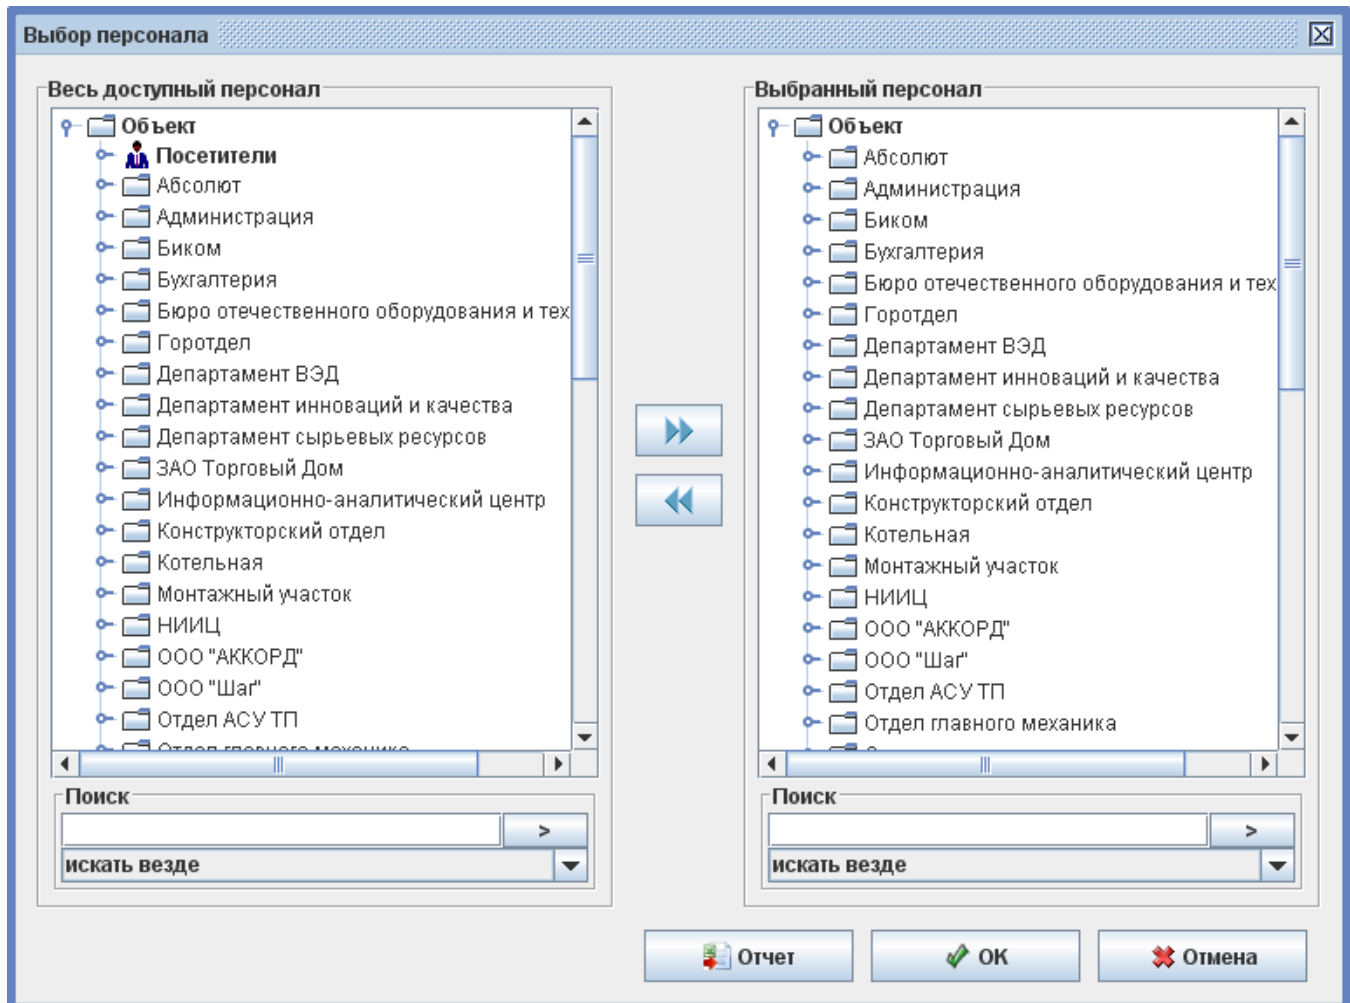 Выбор персонала
Весь доступный персонал
Объект
Посетители
Абсолют
Администрация
Биком
Бухгалтерия
Бюро отечественного оборудования и тех
Горотдел
Департамент ВЭД
Департамент инноваций и качества
Департамент сырьевых ресурсов
ЗАО Торговый Дом
Информационно-аналитический центр
Конструкторский отдел
Котельная
Монтажный участок
НИИЦ
ООО "АККОРД"
ООО "Шаг"
Отдел АСУ ТП
Отдел главного механика
Поиск
>
искать везде
Выбранный персонал
Объект
Абсолют
Администрация
Биком
Бухгалтерия
Бюро отечественного оборудования и тех
Горотдел
Департамент ВЭД
Департамент инноваций и качества
Департамент сырьевых ресурсов
ЗАО Торговый Дом
Информационно-аналитический центр
Конструкторский отдел
Котельная
Монтажный участок
НИИЦ
ООО "АККОРД"
ООО "Шаг"
Отдел АСУ ТП
Отдел главного механика
Поиск
>
искать везде
Отчет
ОК
Отмена